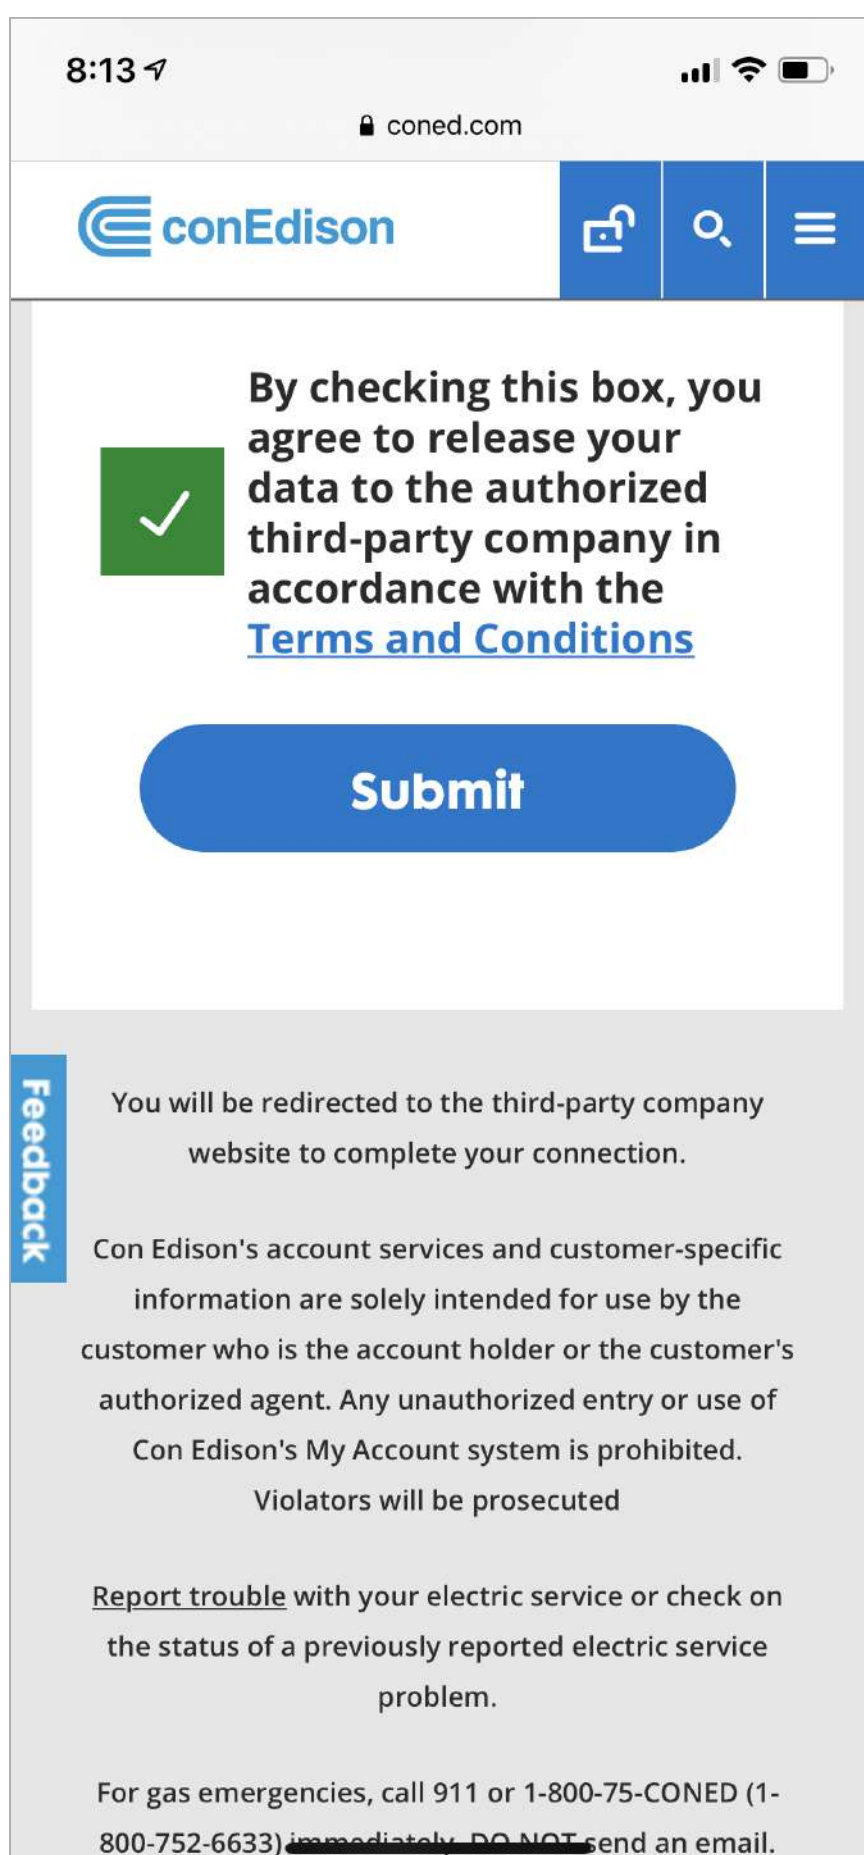 8:13
coned.com
conEdison
By checking this box, you
agree to release your
data to the authorized
third-party company in
accordance with the
Terms and Conditions
Submit
Feedback
You will be redirected to the third-party company
website to complete your connection.
Con Edison's account services and customer-specific
information are solely intended for use by the
customer who is the account holder or the customer's
authorized agent. Any unauthorized entry or use of
Con Edison's My Account system is prohibited.
Violators will be prosecuted
Report trouble with your electric service or check on
the status of a previously reported electric service
problem.
For gas emergencies, call 911 or 1-800-75-CONED (1-
800-752-6633) immediately. DO NOT send an email.